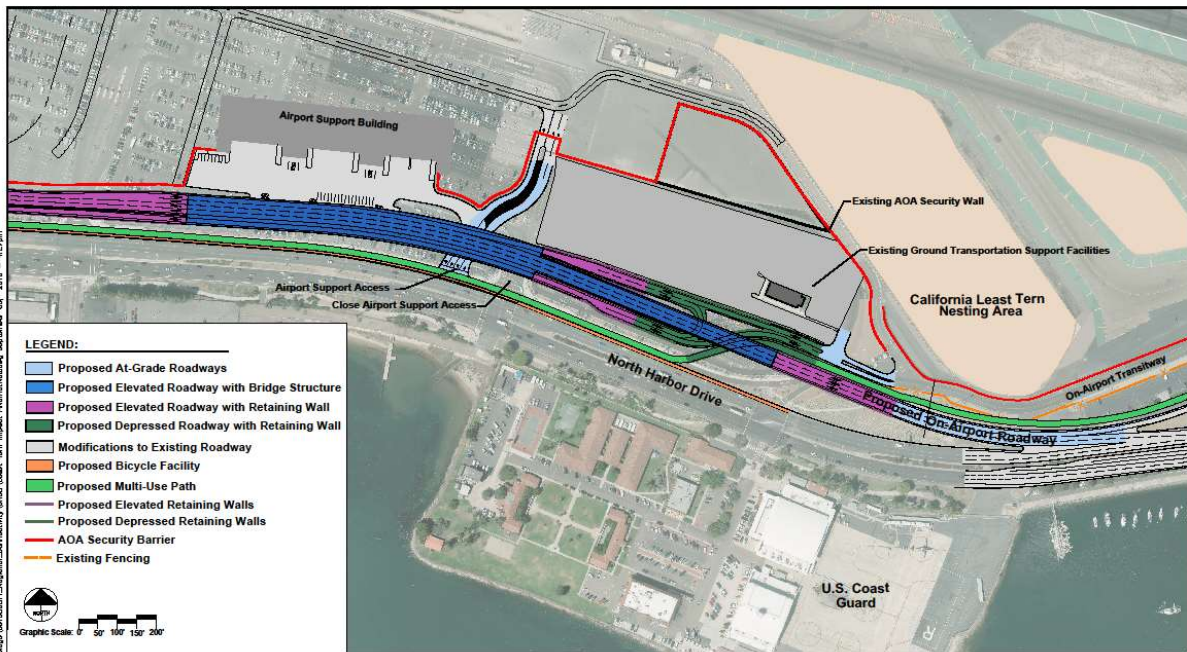 Airport Support Building
Existing AOA Security Wall
Existing Ground Transportation Support Facilities
Airport Support Access
Close Airport Support Access
California Least Tern
Nesting Area
On-Airport Transitway
North Harbor Drive
Proposed On-Airport Roadway
U.S. Coast
Guard
LEGEND:
Proposed At-Grade Roadways
Proposed Elevated Roadway with Bridge Structure
Proposed Elevated Roadway with Retaining Wall
Proposed Depressed Roadway with Retaining Wall
Modifications to Existing Roadway
Proposed Bicycle Facility
Proposed Multi-Use Path
Proposed Elevated Retaining Walls
Proposed Depressed Retaining Walls
AOA Security Barrier
Existing Fencing
NORTH
Graphic Scale: 0' 50' 100' 150' 200'